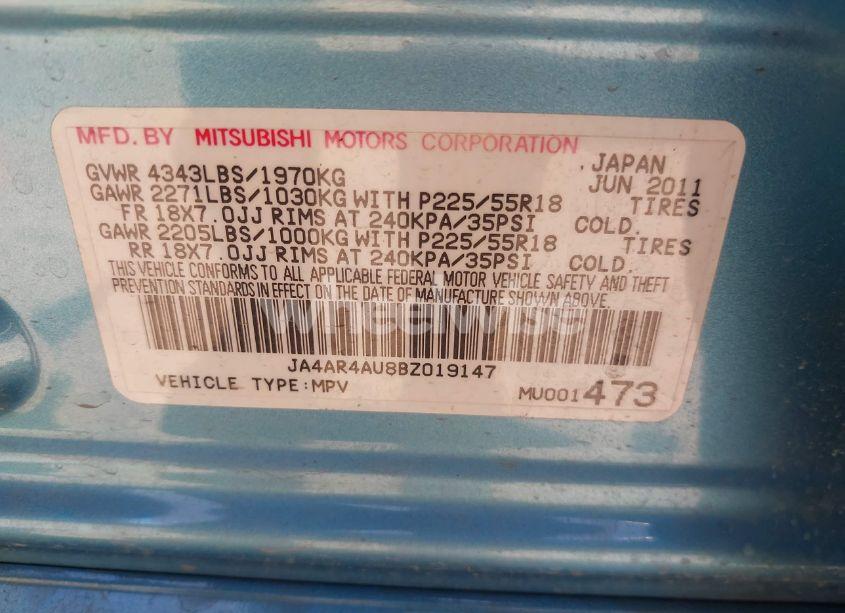 MFD. BY MITSUBISHI MOTORS CORPORATION
. JAPAN
GVWR 4343LBS/1970KG JUN 2011
GAWR 2271LBS/1030KG WITH P225/55R18 TIRES
FR 18X7.0JJ RIMS AT 240KPA/35PSI COLD.
GAWR 2205LBS/1000KG WITH P225/55R18 TIRES
RR 18X7.0JJ RIMS AT 240KPA/35PSI COLD.
THIS VEHICLE CONFORMS TO ALL APPLICABLE FEDERAL MOTOR VEHICLE SAFETY AND THEFT
PREVENTION STANDARDS IN EFFECT ON THE DATE OF MANUFACTURE SHOWN ABOVE.
Wheelwise
JA4AR4AU8BZ019147
VEHICLE TYPE:MPV MU001473